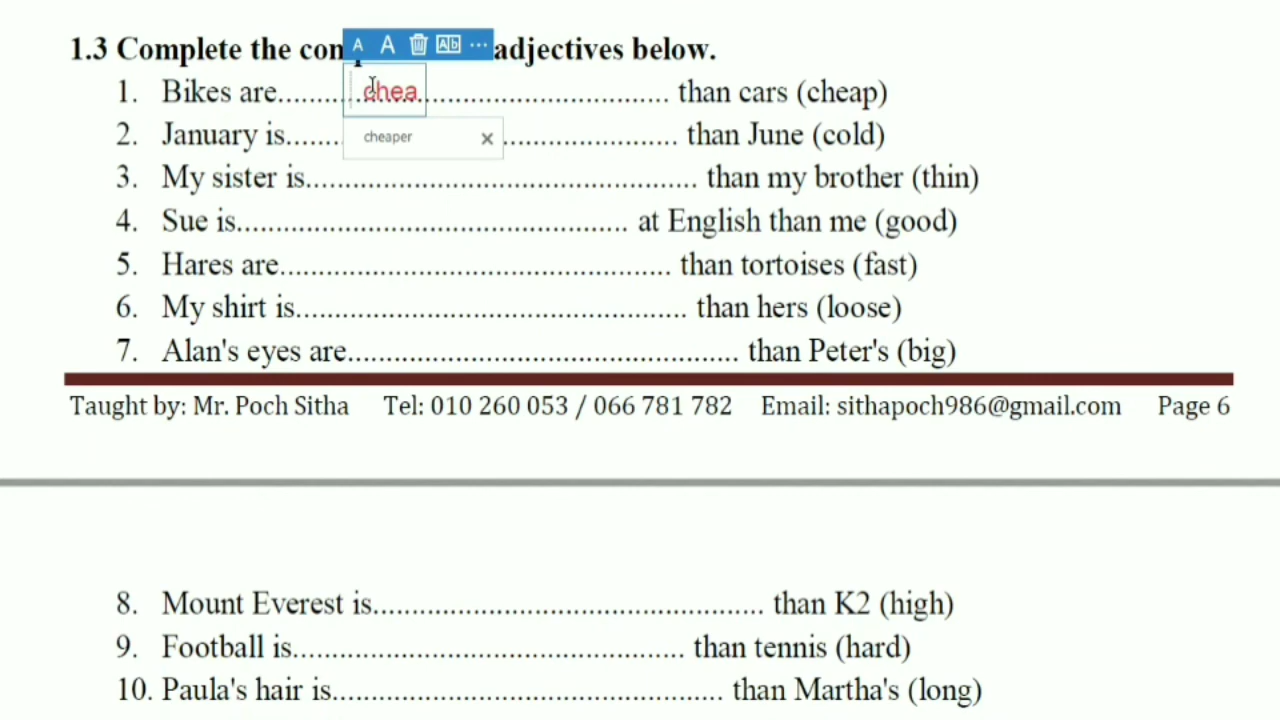 1.3 Complete the com adjectives below.
A A Ab ...
1. Bikes are.......... chea................................ than cars (cheap)
cheaper ×
2. January is.............................. than June (cold)
3. My sister is.................................................. than my brother (thin)
4. Sue is.................................................. at English than me (good)
5. Hares are.................................................. than tortoises (fast)
6. My shirt is.................................................. than hers (loose)
7. Alan's eyes are.................................................. than Peter's (big)
Taught by: Mr. Poch Sitha Tel: 010 260 053 / 066 781 782 Email: sithapoch986@gmail.com Page 6
8. Mount Everest is.................................................. than K2 (high)
9. Football is.................................................. than tennis (hard)
10. Paula's hair is.................................................. than Martha's (long)